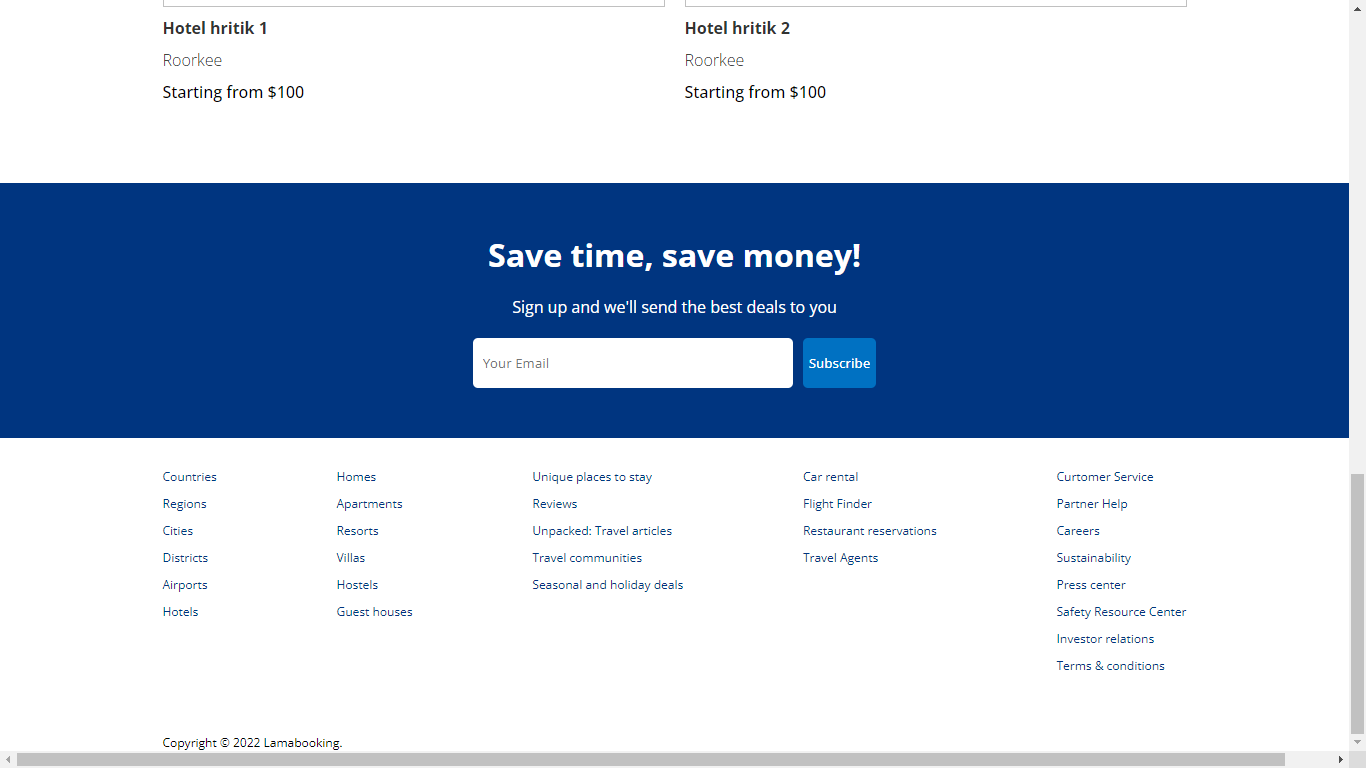 Hotel hritik 1
Roorkee
Starting from $100
Hotel hritik 2
Roorkee
Starting from $100
Save time, save money!
Sign up and we'll send the best deals to you
Your Email
Subscribe
Countries
Regions
Cities
Districts
Airports
Hotels
Homes
Apartments
Resorts
Villas
Hostels
Guest houses
Unique places to stay
Reviews
Unpacked: Travel articles
Travel communities
Seasonal and holiday deals
Car rental
Flight Finder
Restaurant reservations
Travel Agents
Curtomer Service
Partner Help
Careers
Sustainability
Press center
Safety Resource Center
Investor relations
Terms & conditions
Copyright © 2022 Lamabooking.